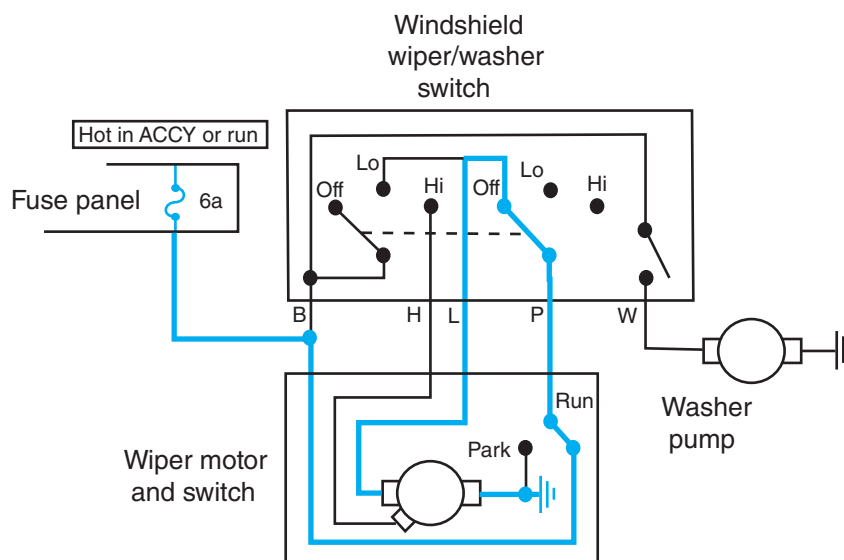 Windshield
wiper/washer
switch
Hot in ACCY or run
Fuse panel
6a
Off
Lo
Hi
Off
Lo
Hi
B
H
L
P
W
Washer
pump
Run
Park
Wiper motor
and switch